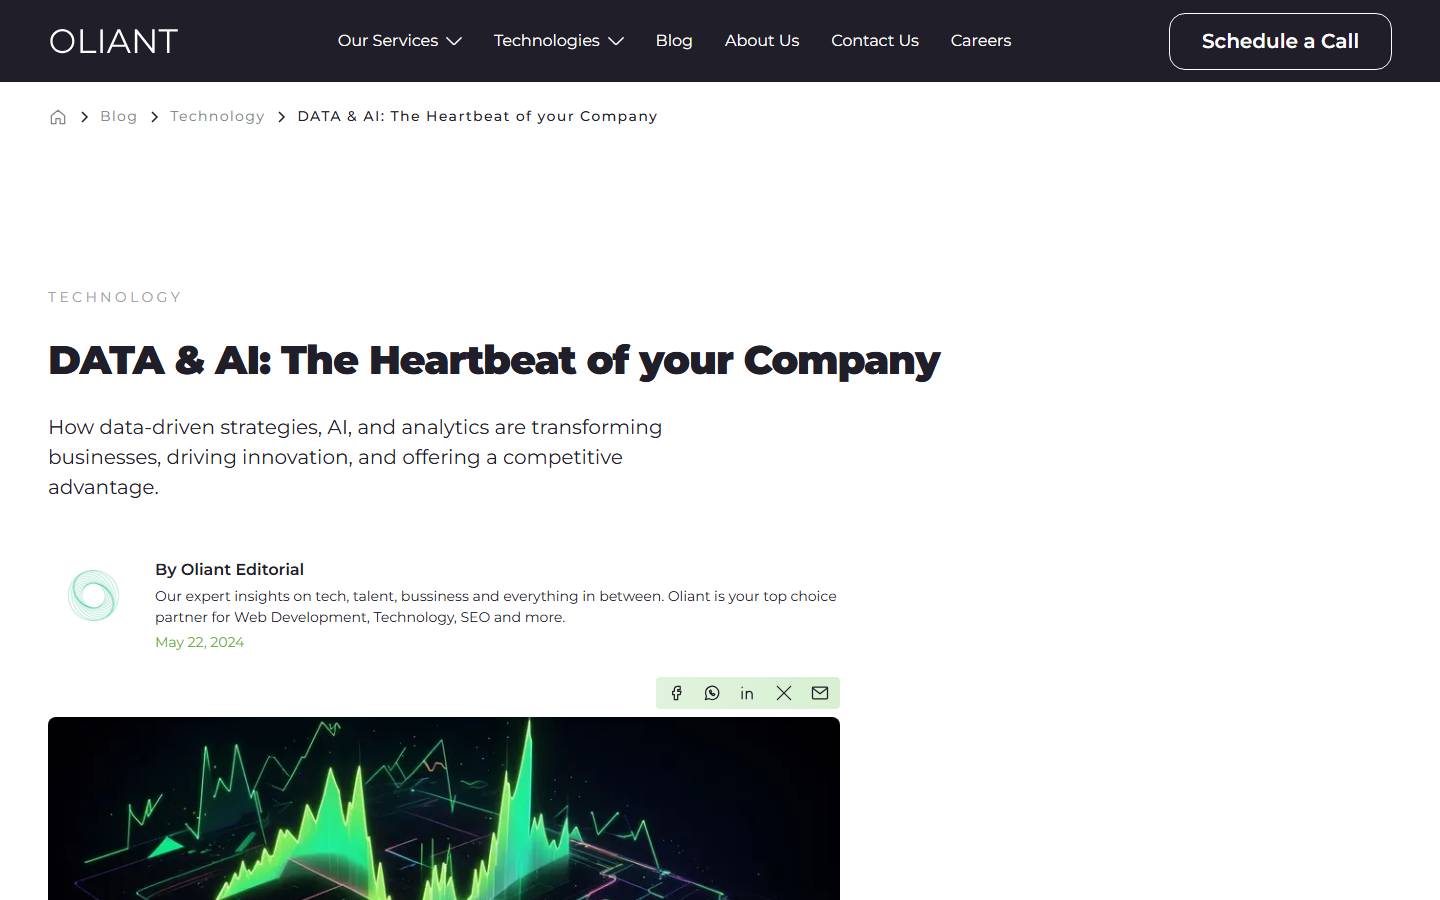 OLIANT
Our Services
Technologies
Blog
About Us
Contact Us
Careers
Schedule a Call
Blog
Technology
DATA & AI: The Heartbeat of your Company
TECHNOLOGY
DATA & AI: The Heartbeat of your Company
How data-driven strategies, AI, and analytics are transforming
businesses, driving innovation, and offering a competitive
advantage.
By Oliant Editorial
Our expert insights on tech, talent, bussiness and everything in between. Oliant is your top choice
partner for Web Development, Technology, SEO and more.
May 22, 2024